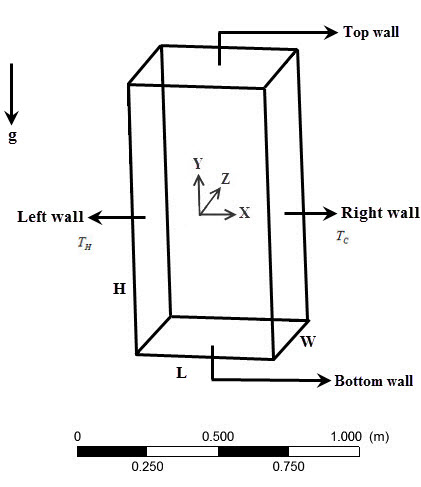 Top wall
g
Y
Z
X
Left wall
Right wall
T_H
T_C
H
W
L
Bottom wall
0 0.500 1.000 (m)
0.250 0.750